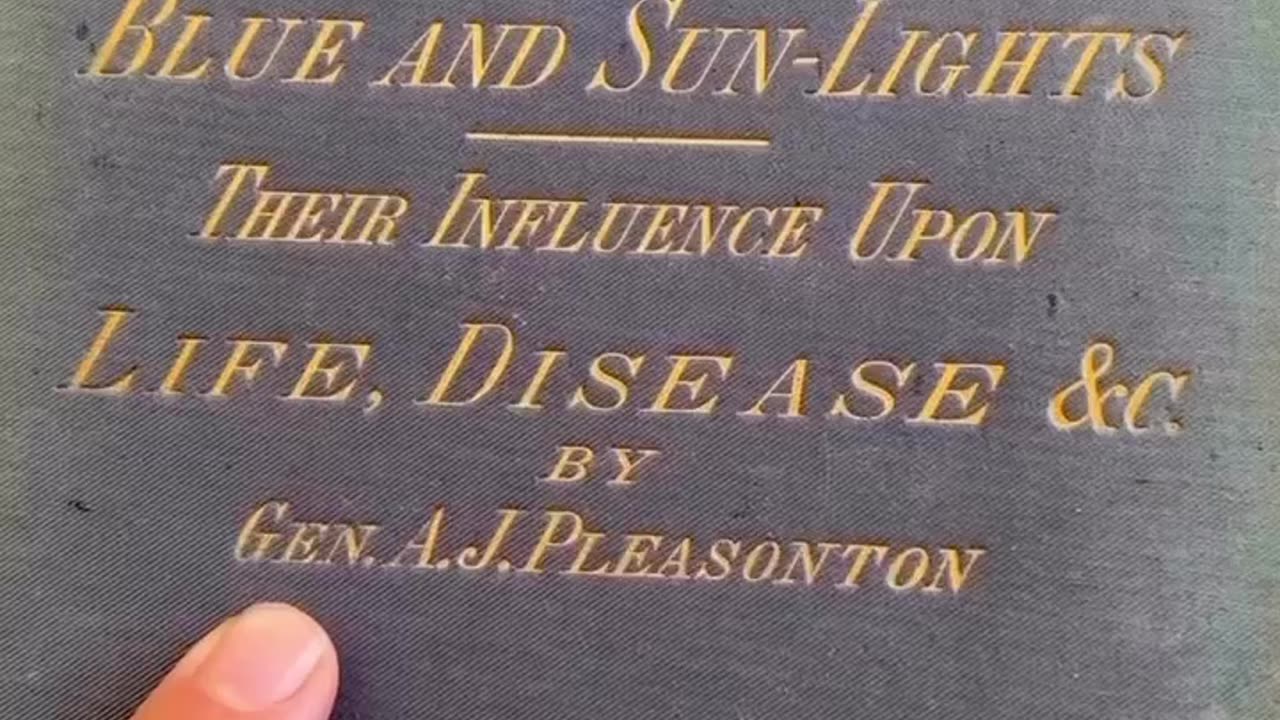 BLUE AND SUN-LIGHTS
THEIR INFLUENCE UPON
LIFE, DISEASE &C.
BY
GEN. A.J. PLEASONTON